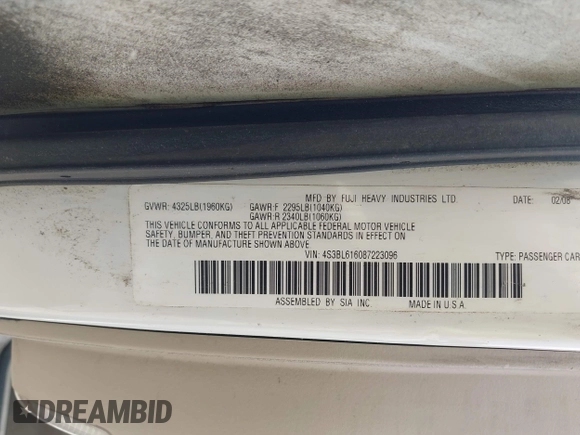 MFD BY FUJI HEAVY INDUSTRIES LTD. DATE: 02/08
GVWR: 4325LB(1960KG) GAWR:F 2295LB(1040KG)
GAWR:R 2340LB(1060KG)
THIS VEHICLE CONFORMS TO ALL APPLICABLE FEDERAL MOTOR VEHICLE
SAFETY, BUMPER, AND THEFT PREVENTION STANDARDS IN EFFECT ON
THE DATE OF MANUFACTURE SHOWN ABOVE.
VIN: 4S3BL616087223096 TYPE: PASSENGER CAR
ASSEMBLED BY SIA INC MADE IN U.S.A
DREAMBID